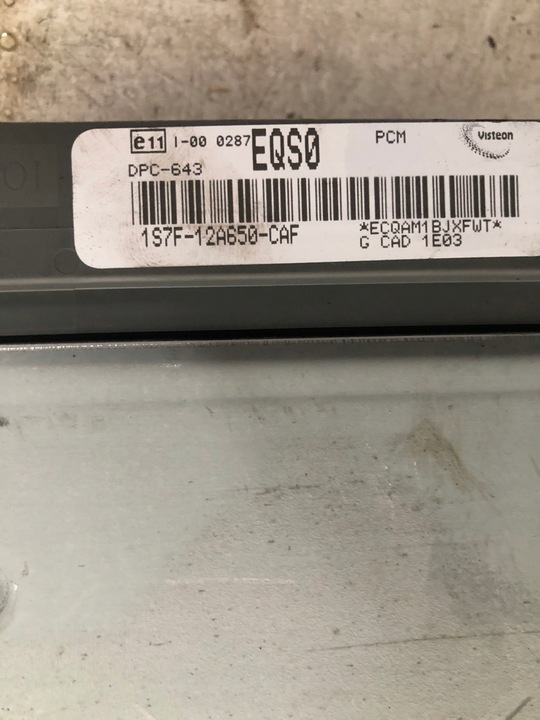 e11 I-00 0287 EQS0 PCM Visteon
DPC-643
1S7F-12A650-CAF *ECQAM1BJXFWT*
G CAD 1E03